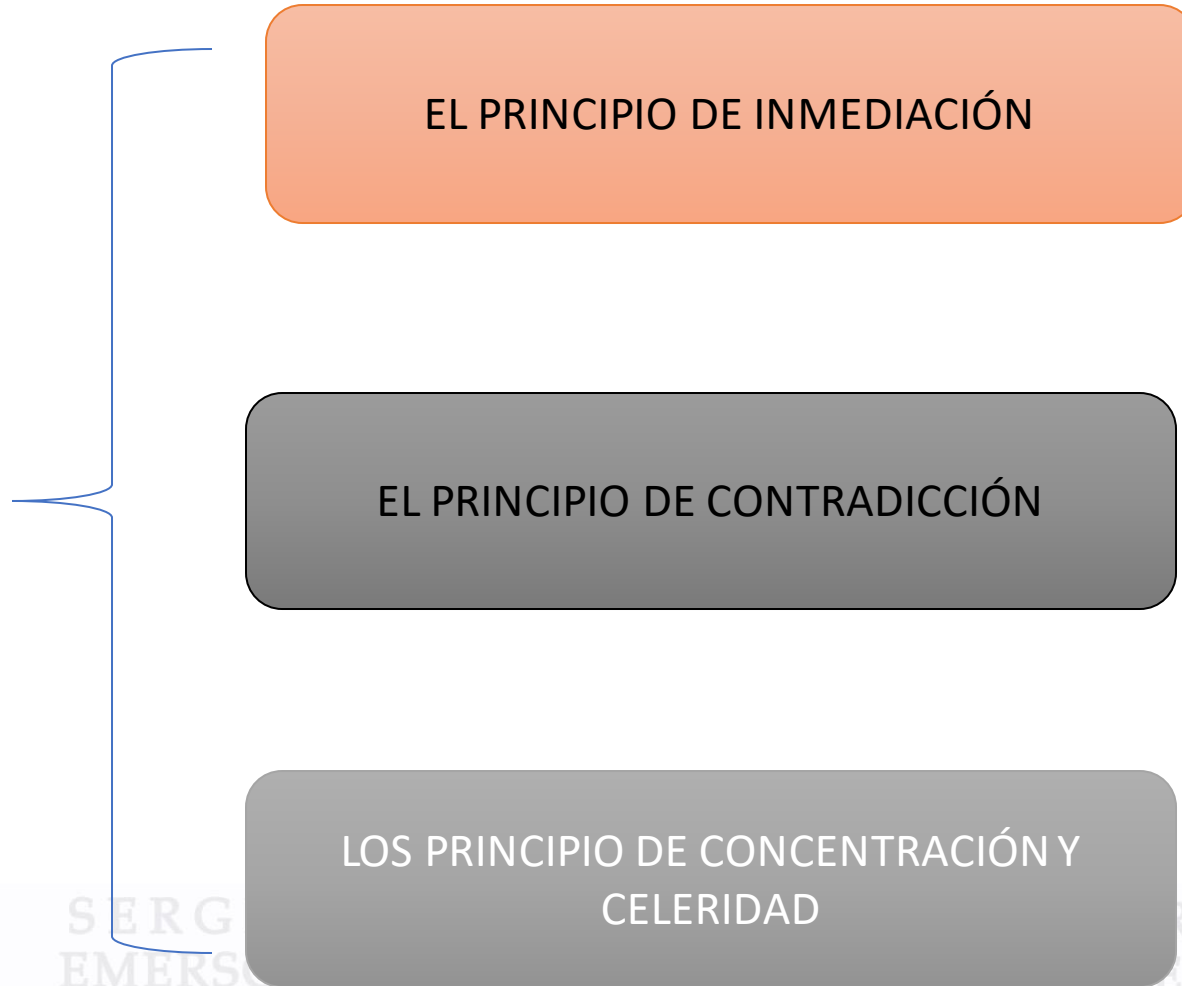 EL PRINCIPIO DE INMEDIACIÓN
EL PRINCIPIO DE CONTRADICCIÓN
LOS PRINCIPIO DE CONCENTRACIÓN Y
CELERIDAD